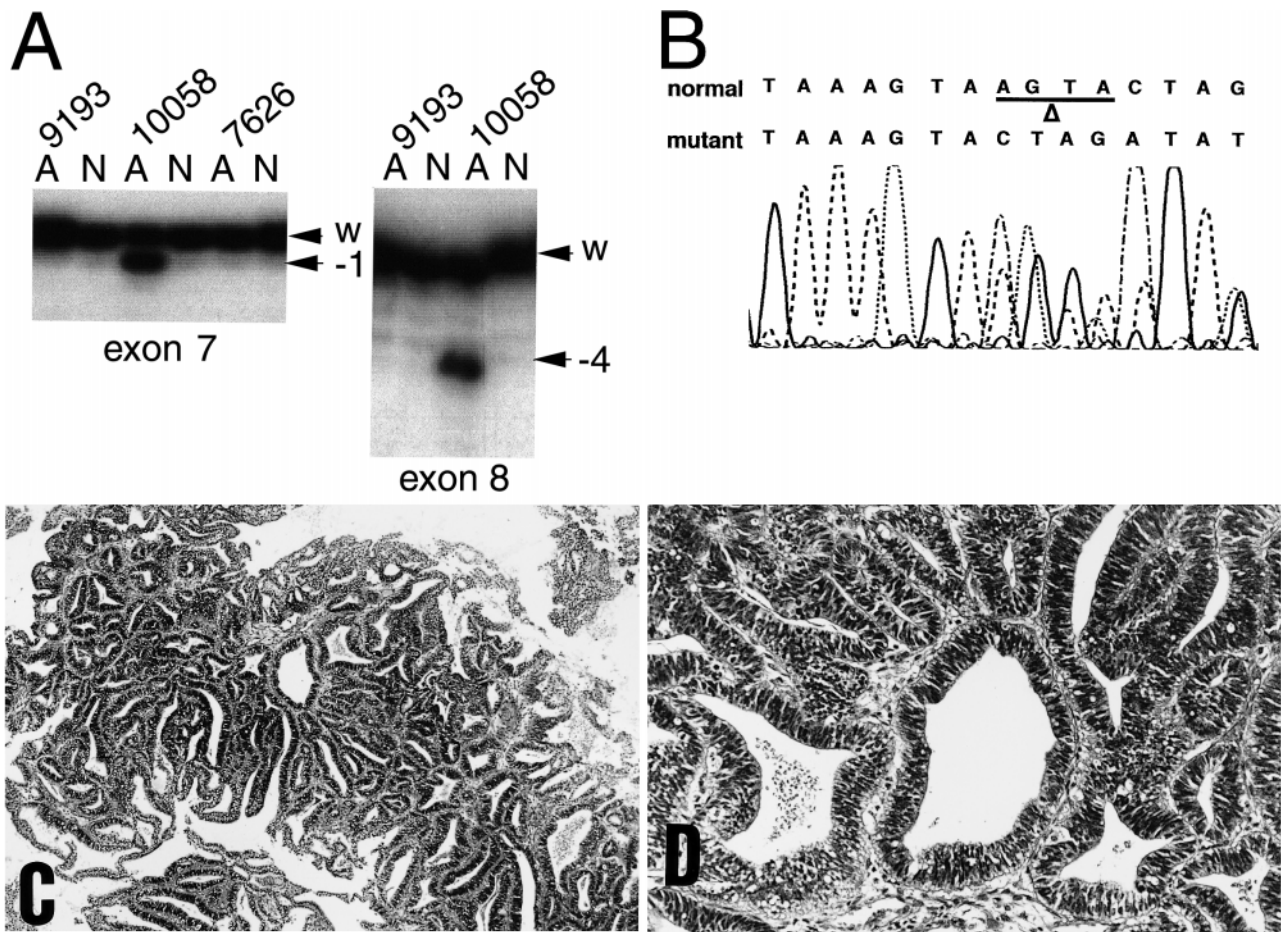 A
9193 10058 7626
A N A N A N
w
-1
exon 7
9193 10058
A N A N
w
-4
exon 8
B
normal T A A A G T A A G T A C T A G
Δ
mutant T A A A G T A C T A G A T A T
C
D